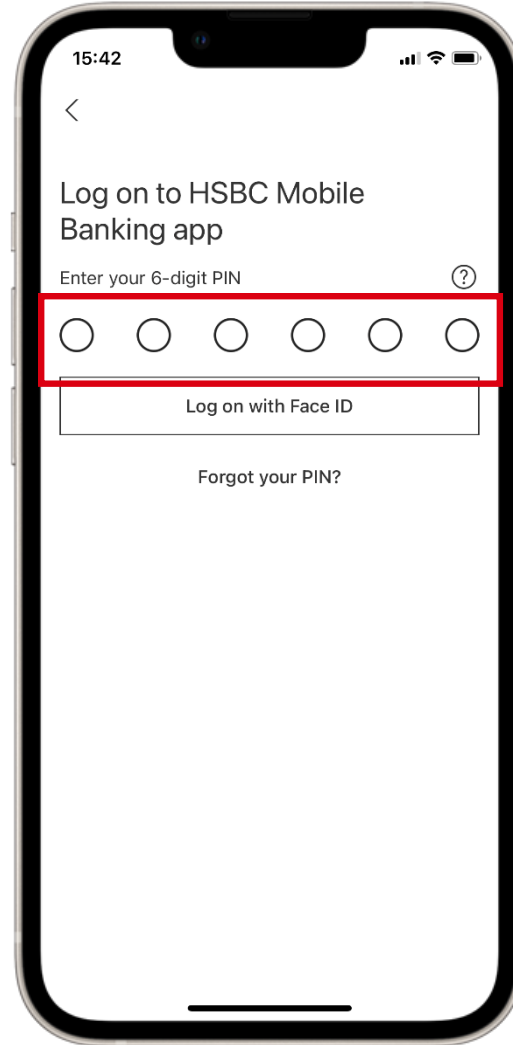 15:42
Log on to HSBC Mobile
Banking app
Enter your 6-digit PIN
?
Log on with Face ID
Forgot your PIN?